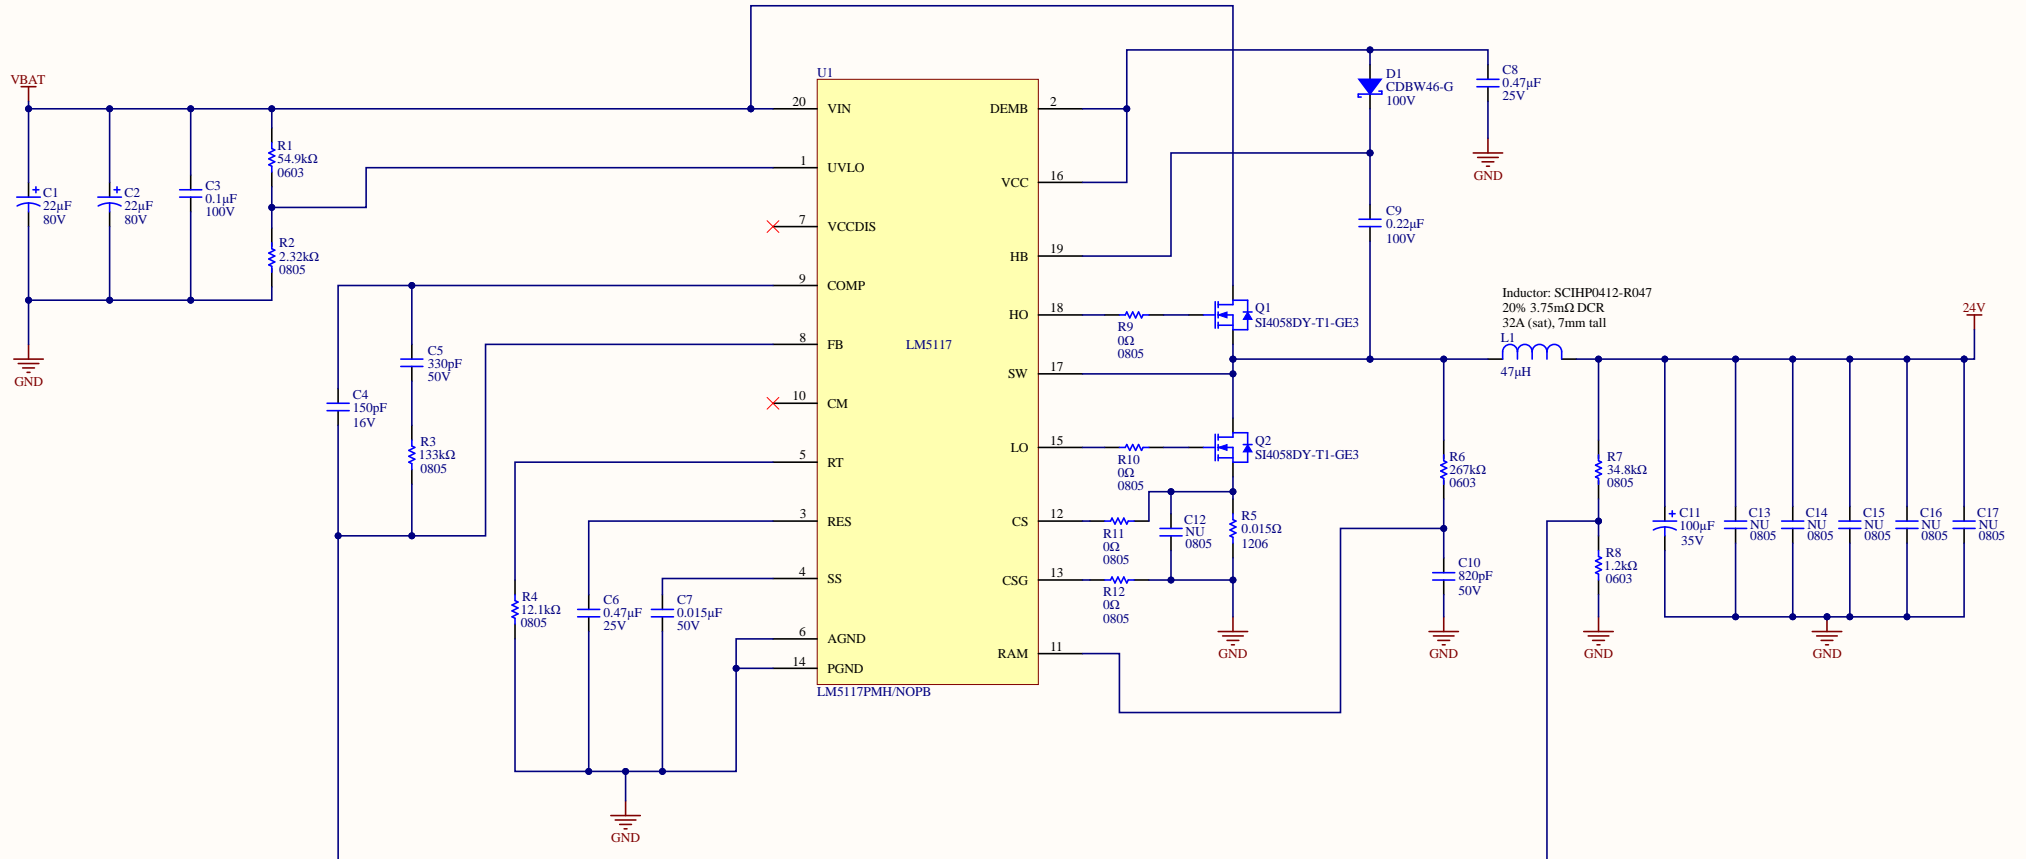 VBAT
C1
22µF
80V
C2
22µF
80V
C3
0.1µF
100V
R1
54.9kΩ
0603
R2
2.32kΩ
0805
GND
C4
150pF
16V
C5
330pF
50V
R3
133kΩ
0805
R4
12.1kΩ
0805
C6
0.47µF
25V
C7
0.015µF
50V
GND
U1
20 VIN
1 UVLO
7 VCCDIS
9 COMP
8 FB
10 CM
5 RT
3 RES
4 SS
6 AGND
14 PGND
LM5117
DEMB 2
VCC 16
HB 19
HO 18
SW 17
LO 15
CS 12
CSG 13
RAM 11
LM5117PMH/NOPB
D1
CDBW46-G
100V
C8
0.47µF
25V
GND
C9
0.22µF
100V
R9
0Ω
0805
Q1
SI4058DY-T1-GE3
R10
0Ω
0805
Q2
SI4058DY-T1-GE3
R11
0Ω
0805
C12
NU
0805
R5
0.015Ω
1206
R12
0Ω
0805
GND
Inductor: SCIHP0412-R047
20% 3.75mΩ DCR
32A (sat), 7mm tall
L1
47µH
24V
R6
267kΩ
0603
C10
820pF
50V
GND
R7
34.8kΩ
0805
R8
1.2kΩ
0603
GND
C11
100µF
35V
C13
NU
0805
C14
NU
0805
C15
NU
0805
C16
NU
0805
C17
NU
0805
GND